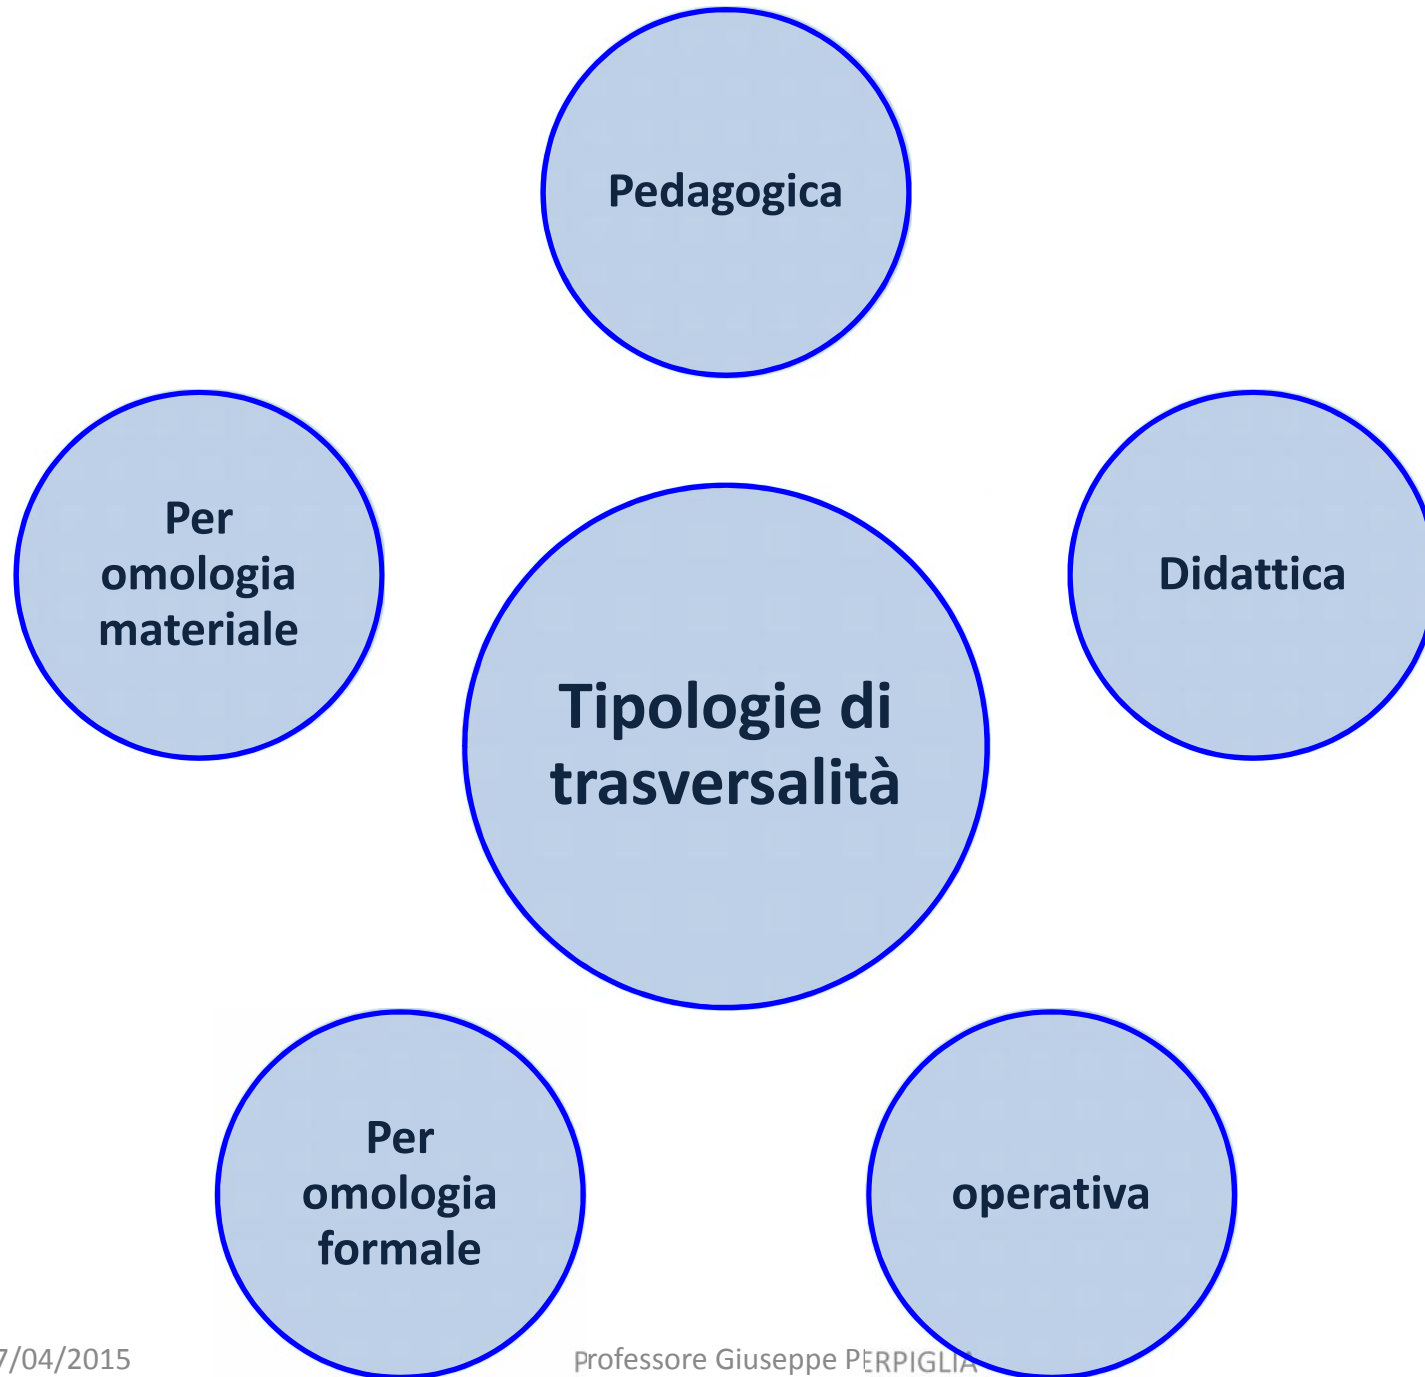 Pedagogica
Per
omologia
materiale
Didattica
Tipologie di
trasversalità
Per
omologia
formale
operativa
7/04/2015
Professore Giuseppe PERPIGLIA